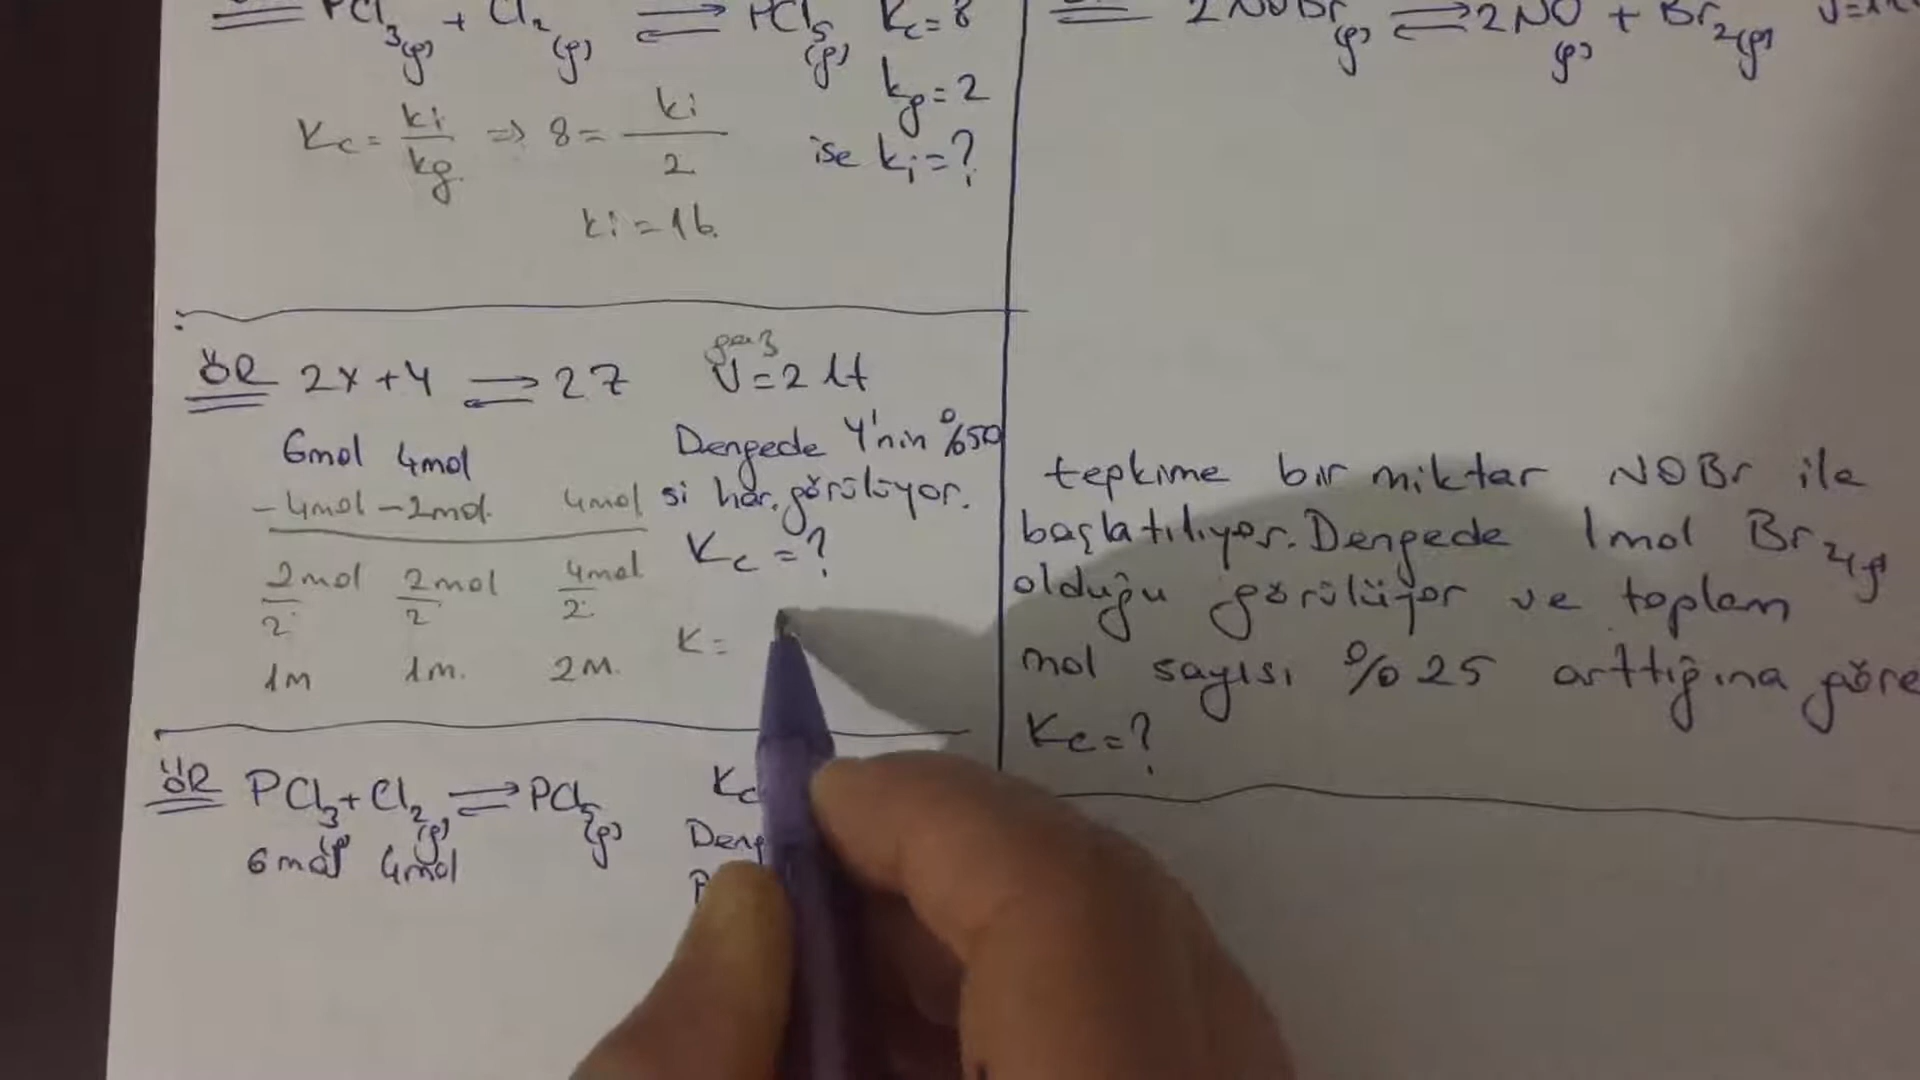 PCl3(g) + Cl2(g) ⇌ PCl5(g) Kc=8
kg=2
ise ki=?
Kc = ki/kg ⇒ 8 = ki/2
ki = 16.
ÖR 2X+Y ⇌ 2Z V=2 lt
6mol 4mol
-4mol -2mol. 4mol
2mol/2 2mol/2 4mol/2
1M 1M. 2M.
Dengede Y'nin %50
si har. görülüyor.
Kc = ?
K =
ÖR PCl3(g) + Cl2(g) ⇌ PCl5(g)
6mol 4mol
Kc
Deng
P
2NOBr(g) ⇌ 2NO(g) + Br2(g)
tepkime bir miktar NOBr ile
başlatılıyor. Dengede 1mol Br2(g)
olduğu görülüyor ve toplam
mol sayısı %25 arttığına göre
Kc=?